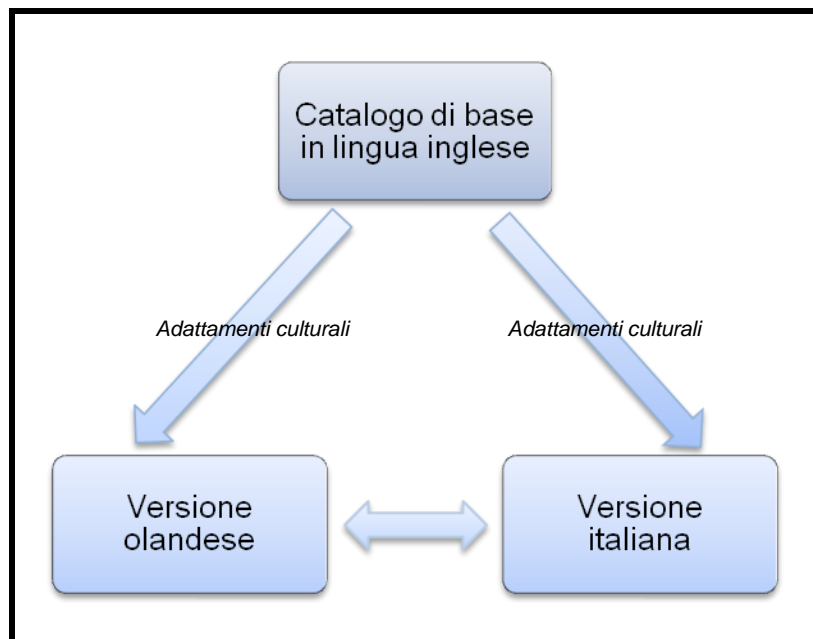 Catalogo di base
in lingua inglese
Adattamenti culturali
Adattamenti culturali
Versione
olandese
Versione
italiana